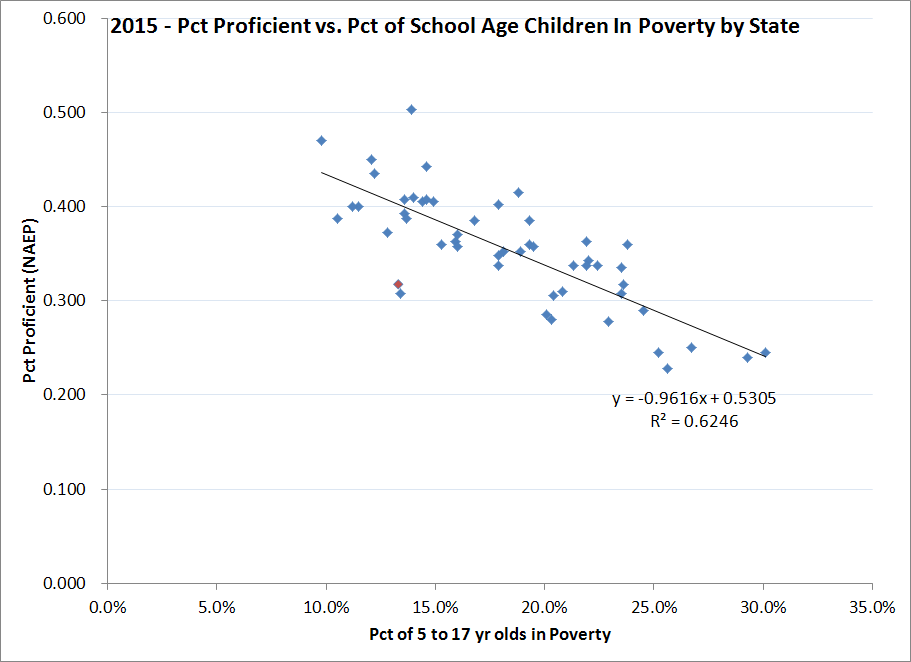 2015 - Pct Proficient vs. Pct of School Age Children In Poverty by State
0.600
0.500
0.400
0.300
0.200
0.100
0.000
Pct Proficient (NAEP)
y = -0.9616x + 0.5305
R² = 0.6246
0.0% 5.0% 10.0% 15.0% 20.0% 25.0% 30.0% 35.0%
Pct of 5 to 17 yr olds in Poverty